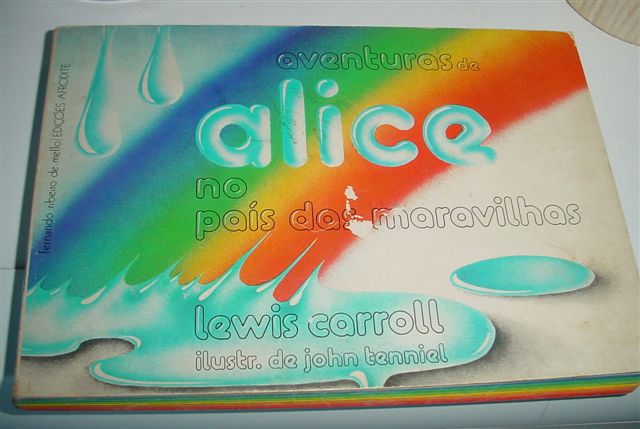 aventuras de
alice
no
país das maravilhas
lewis carroll
ilustr. de john tenniel
fernando ribeiro de mello/EDIÇÕES AFRODITE